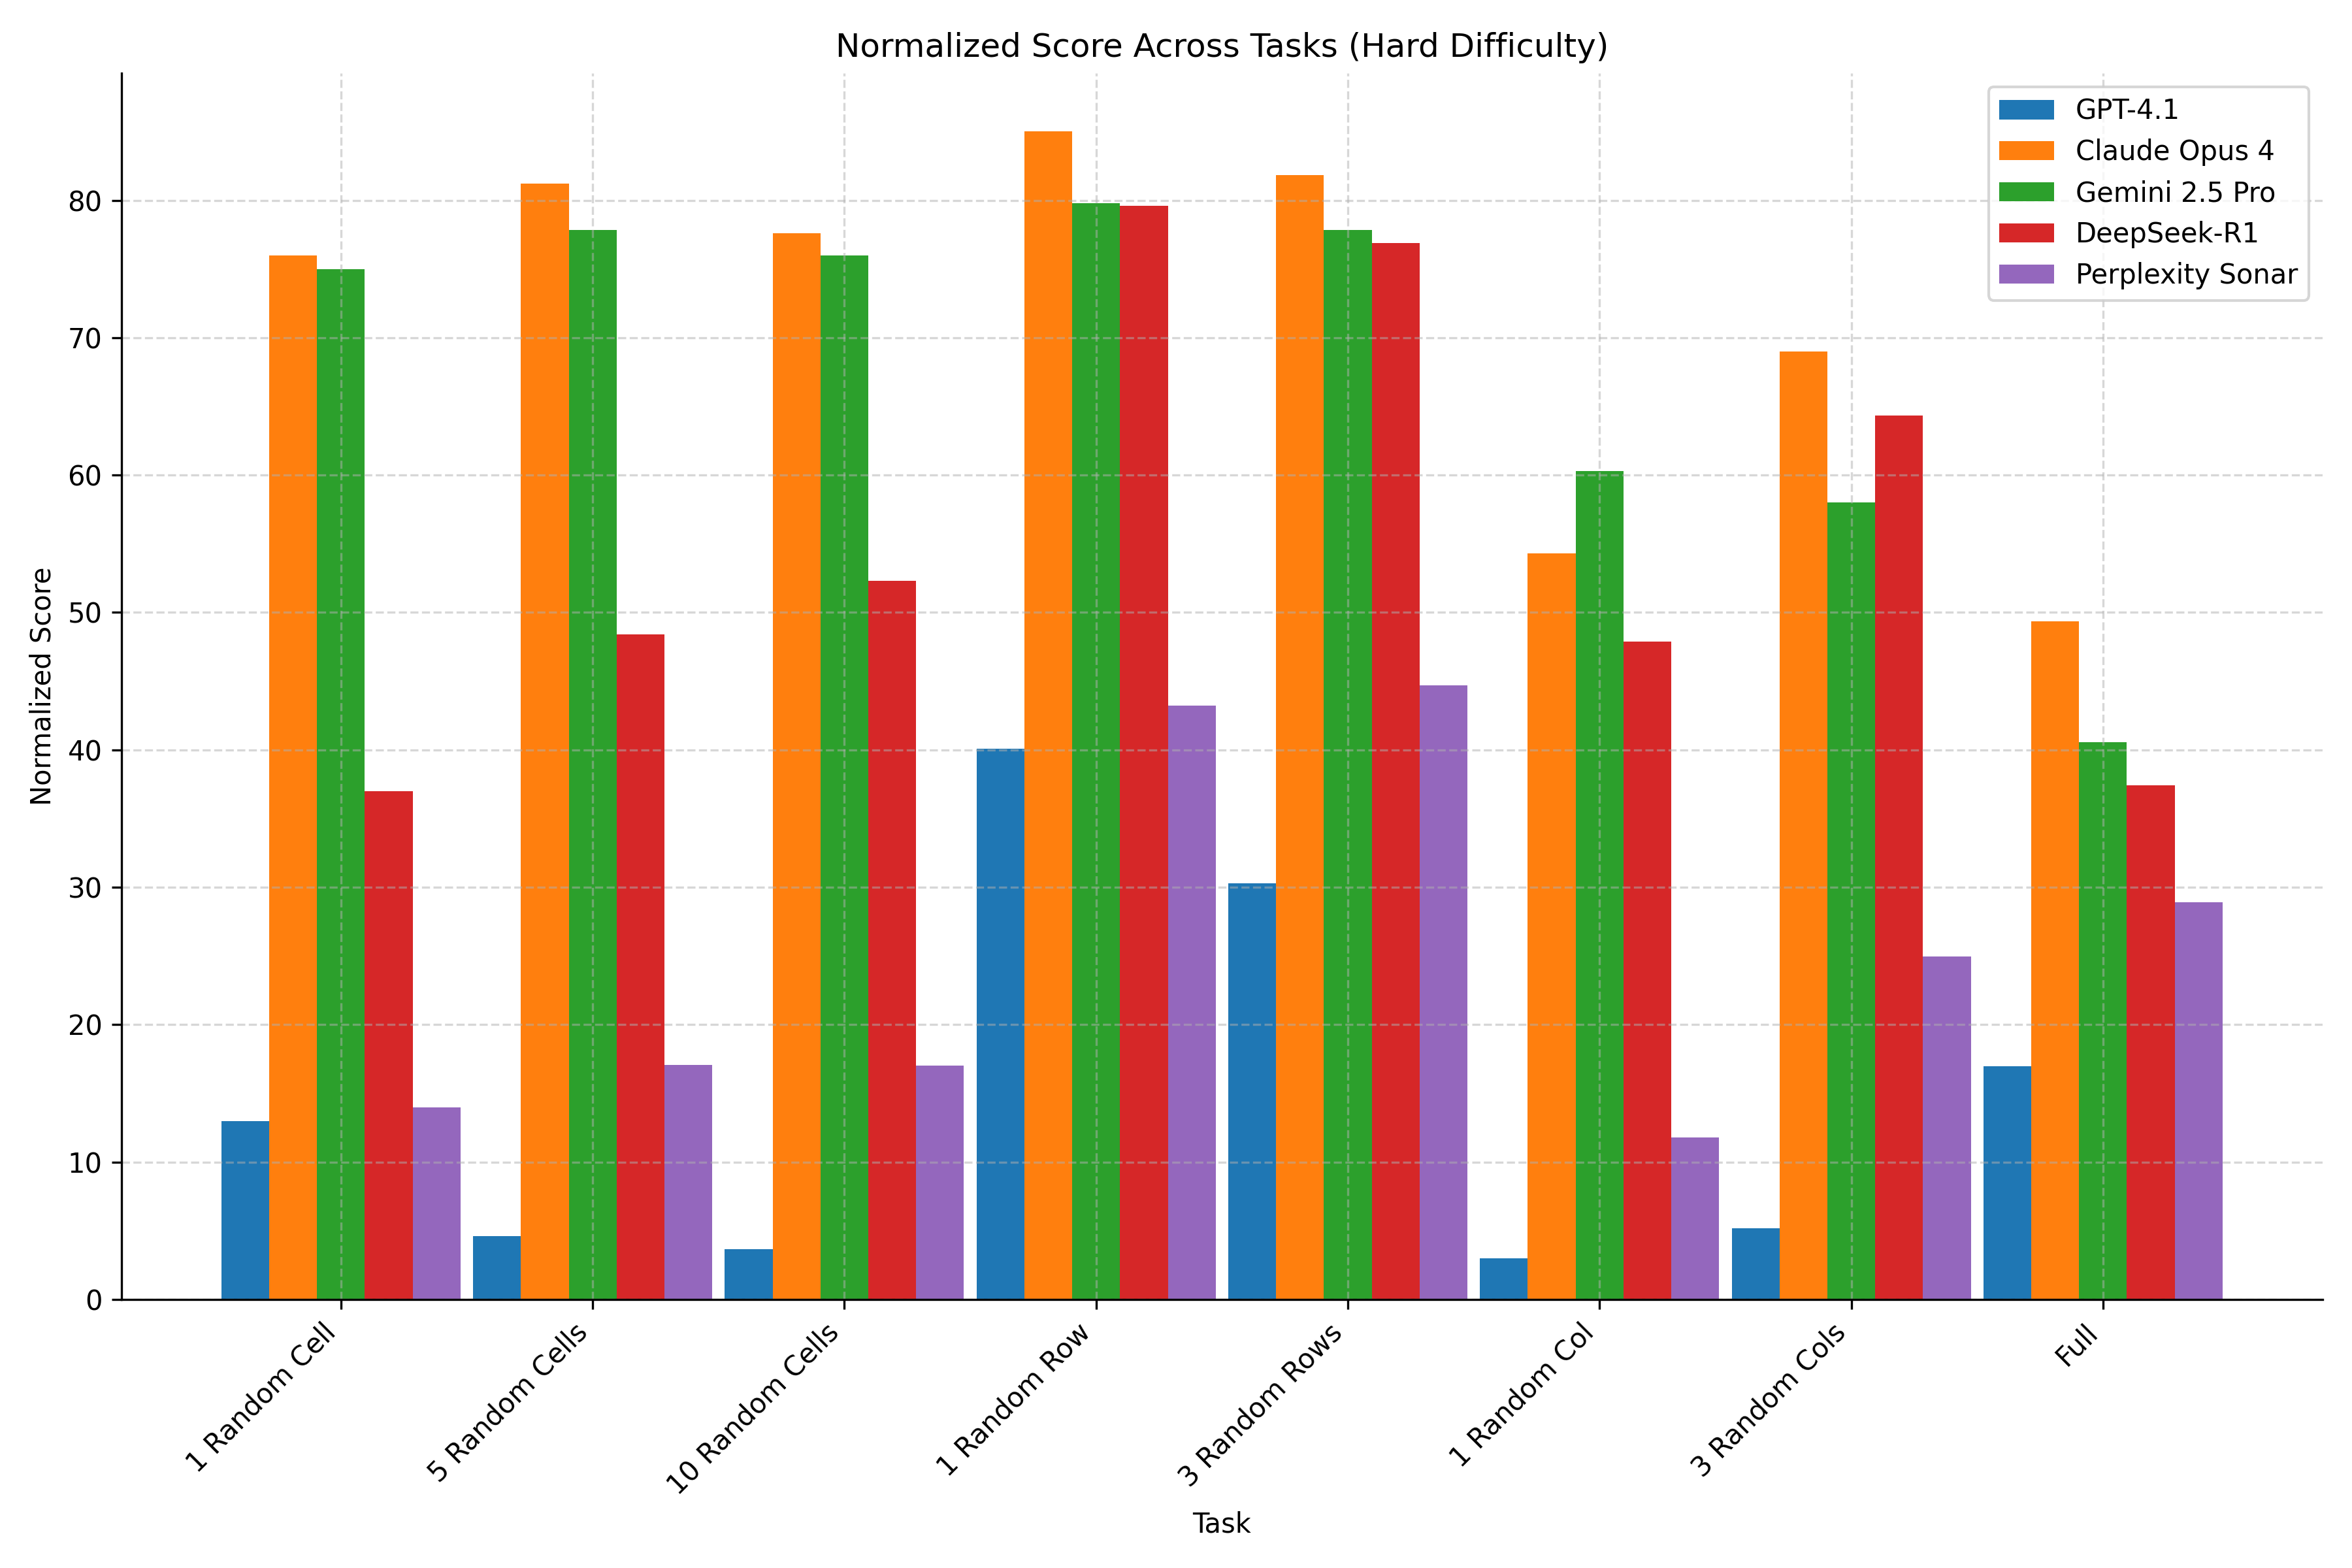 Normalized Score Across Tasks (Hard Difficulty)
GPT-4.1
Claude Opus 4
Gemini 2.5 Pro
DeepSeek-R1
Perplexity Sonar
Normalized Score
80
70
60
50
40
30
20
10
0
1 Random Cell
5 Random Cells
10 Random Cells
1 Random Row
3 Random Rows
1 Random Col
3 Random Cols
Full
Task